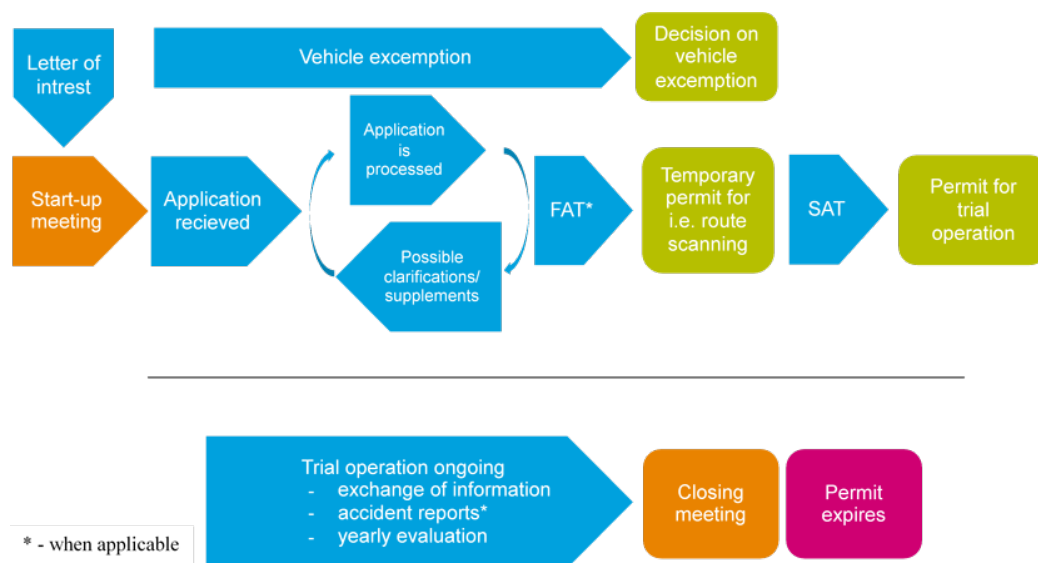 Letter of
intrest
Vehicle excemption
Decision on
vehicle
excemption
Start-up
meeting
Application
recieved
Application
is
processed
Possible
clarifications/
supplements
FAT*
Temporary
permit for
i.e. route
scanning
SAT
Permit for
trial
operation
Trial operation ongoing
- exchange of information
- accident reports*
- yearly evaluation
Closing
meeting
Permit
expires
* - when applicable